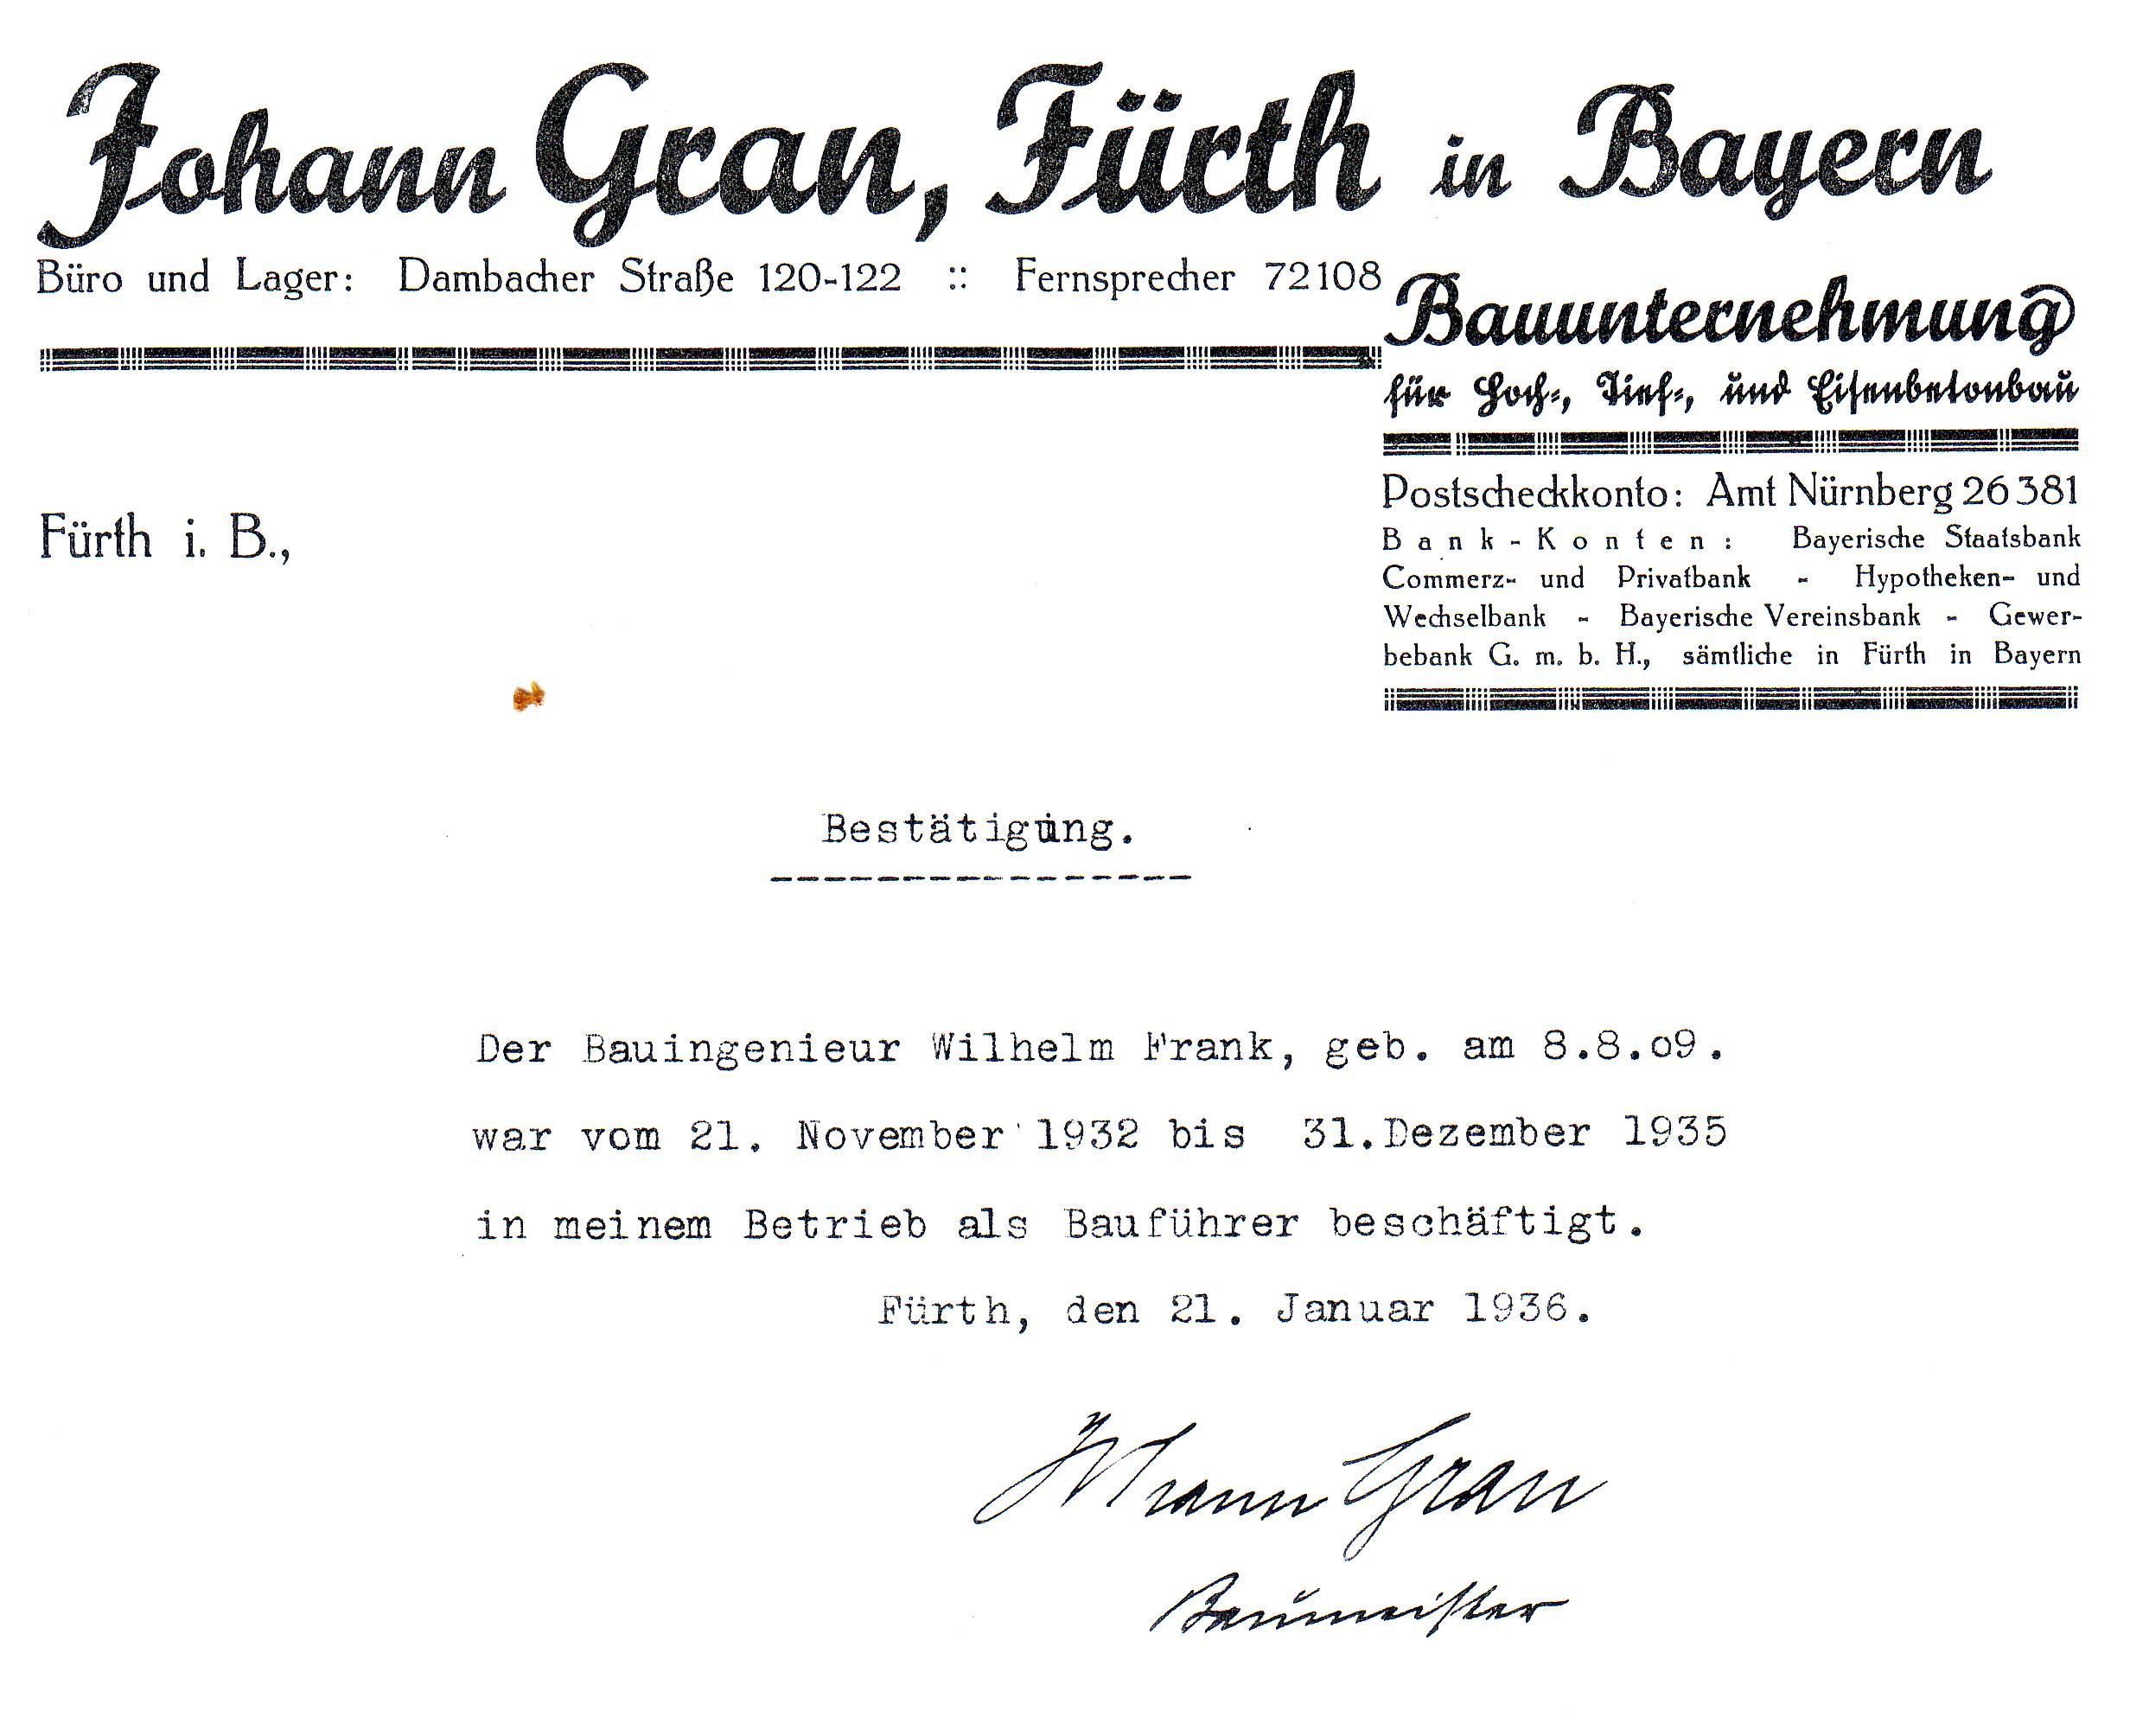 Johann Gran, Fürth in Bayern
Büro und Lager: Dambacher Straße 120-122 :: Fernsprecher 72108
Bauunternehmung
für Hoch-, Tief-, und Eisenbetonbau
Postscheckkonto: Amt Nürnberg 26381
Bank-Konten: Bayerische Staatsbank
Commerz- und Privatbank - Hypotheken- und
Wechselbank - Bayerische Vereinsbank - Gewer-
bebank G. m. b. H., sämtliche in Fürth in Bayern
Fürth i. B.,
Bestätigung.
Der Bauingenieur Wilhelm Frank, geb. am 8.8.09.
war vom 21. November 1932 bis 31.Dezember 1935
in meinem Betrieb als Bauführer beschäftigt.
Fürth, den 21. Januar 1936.
Johann Gran
Baumeister